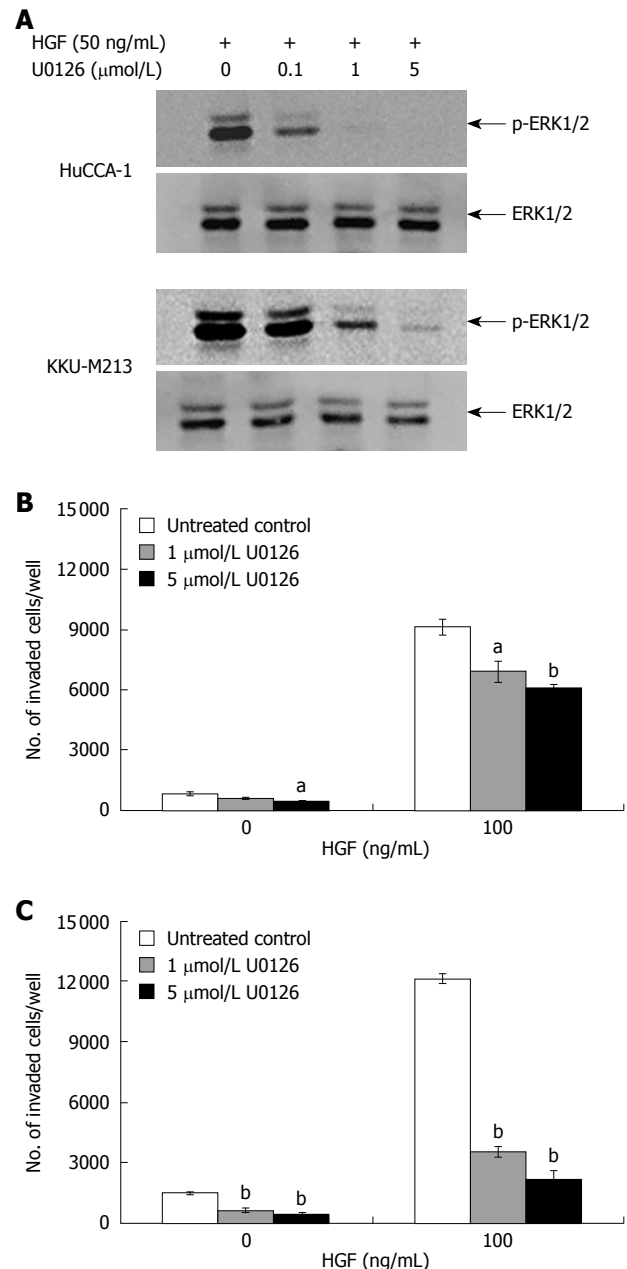 A
HGF (50 ng/mL) + + + +
U0126 (μmol/L) 0 0.1 1 5
p-ERK1/2
HuCCA-1
ERK1/2
p-ERK1/2
KKU-M213
ERK1/2
B
15 000
Untreated control
1 μmol/L U0126
12 000
5 μmol/L U0126
No. of invaded cells/well
9000
a
b
6000
3000
a
0
0 100
HGF (ng/mL)
C
15 000
Untreated control
1 μmol/L U0126
12 000
5 μmol/L U0126
No. of invaded cells/well
9000
6000
b
b
3000
b b
0
0 100
HGF (ng/mL)